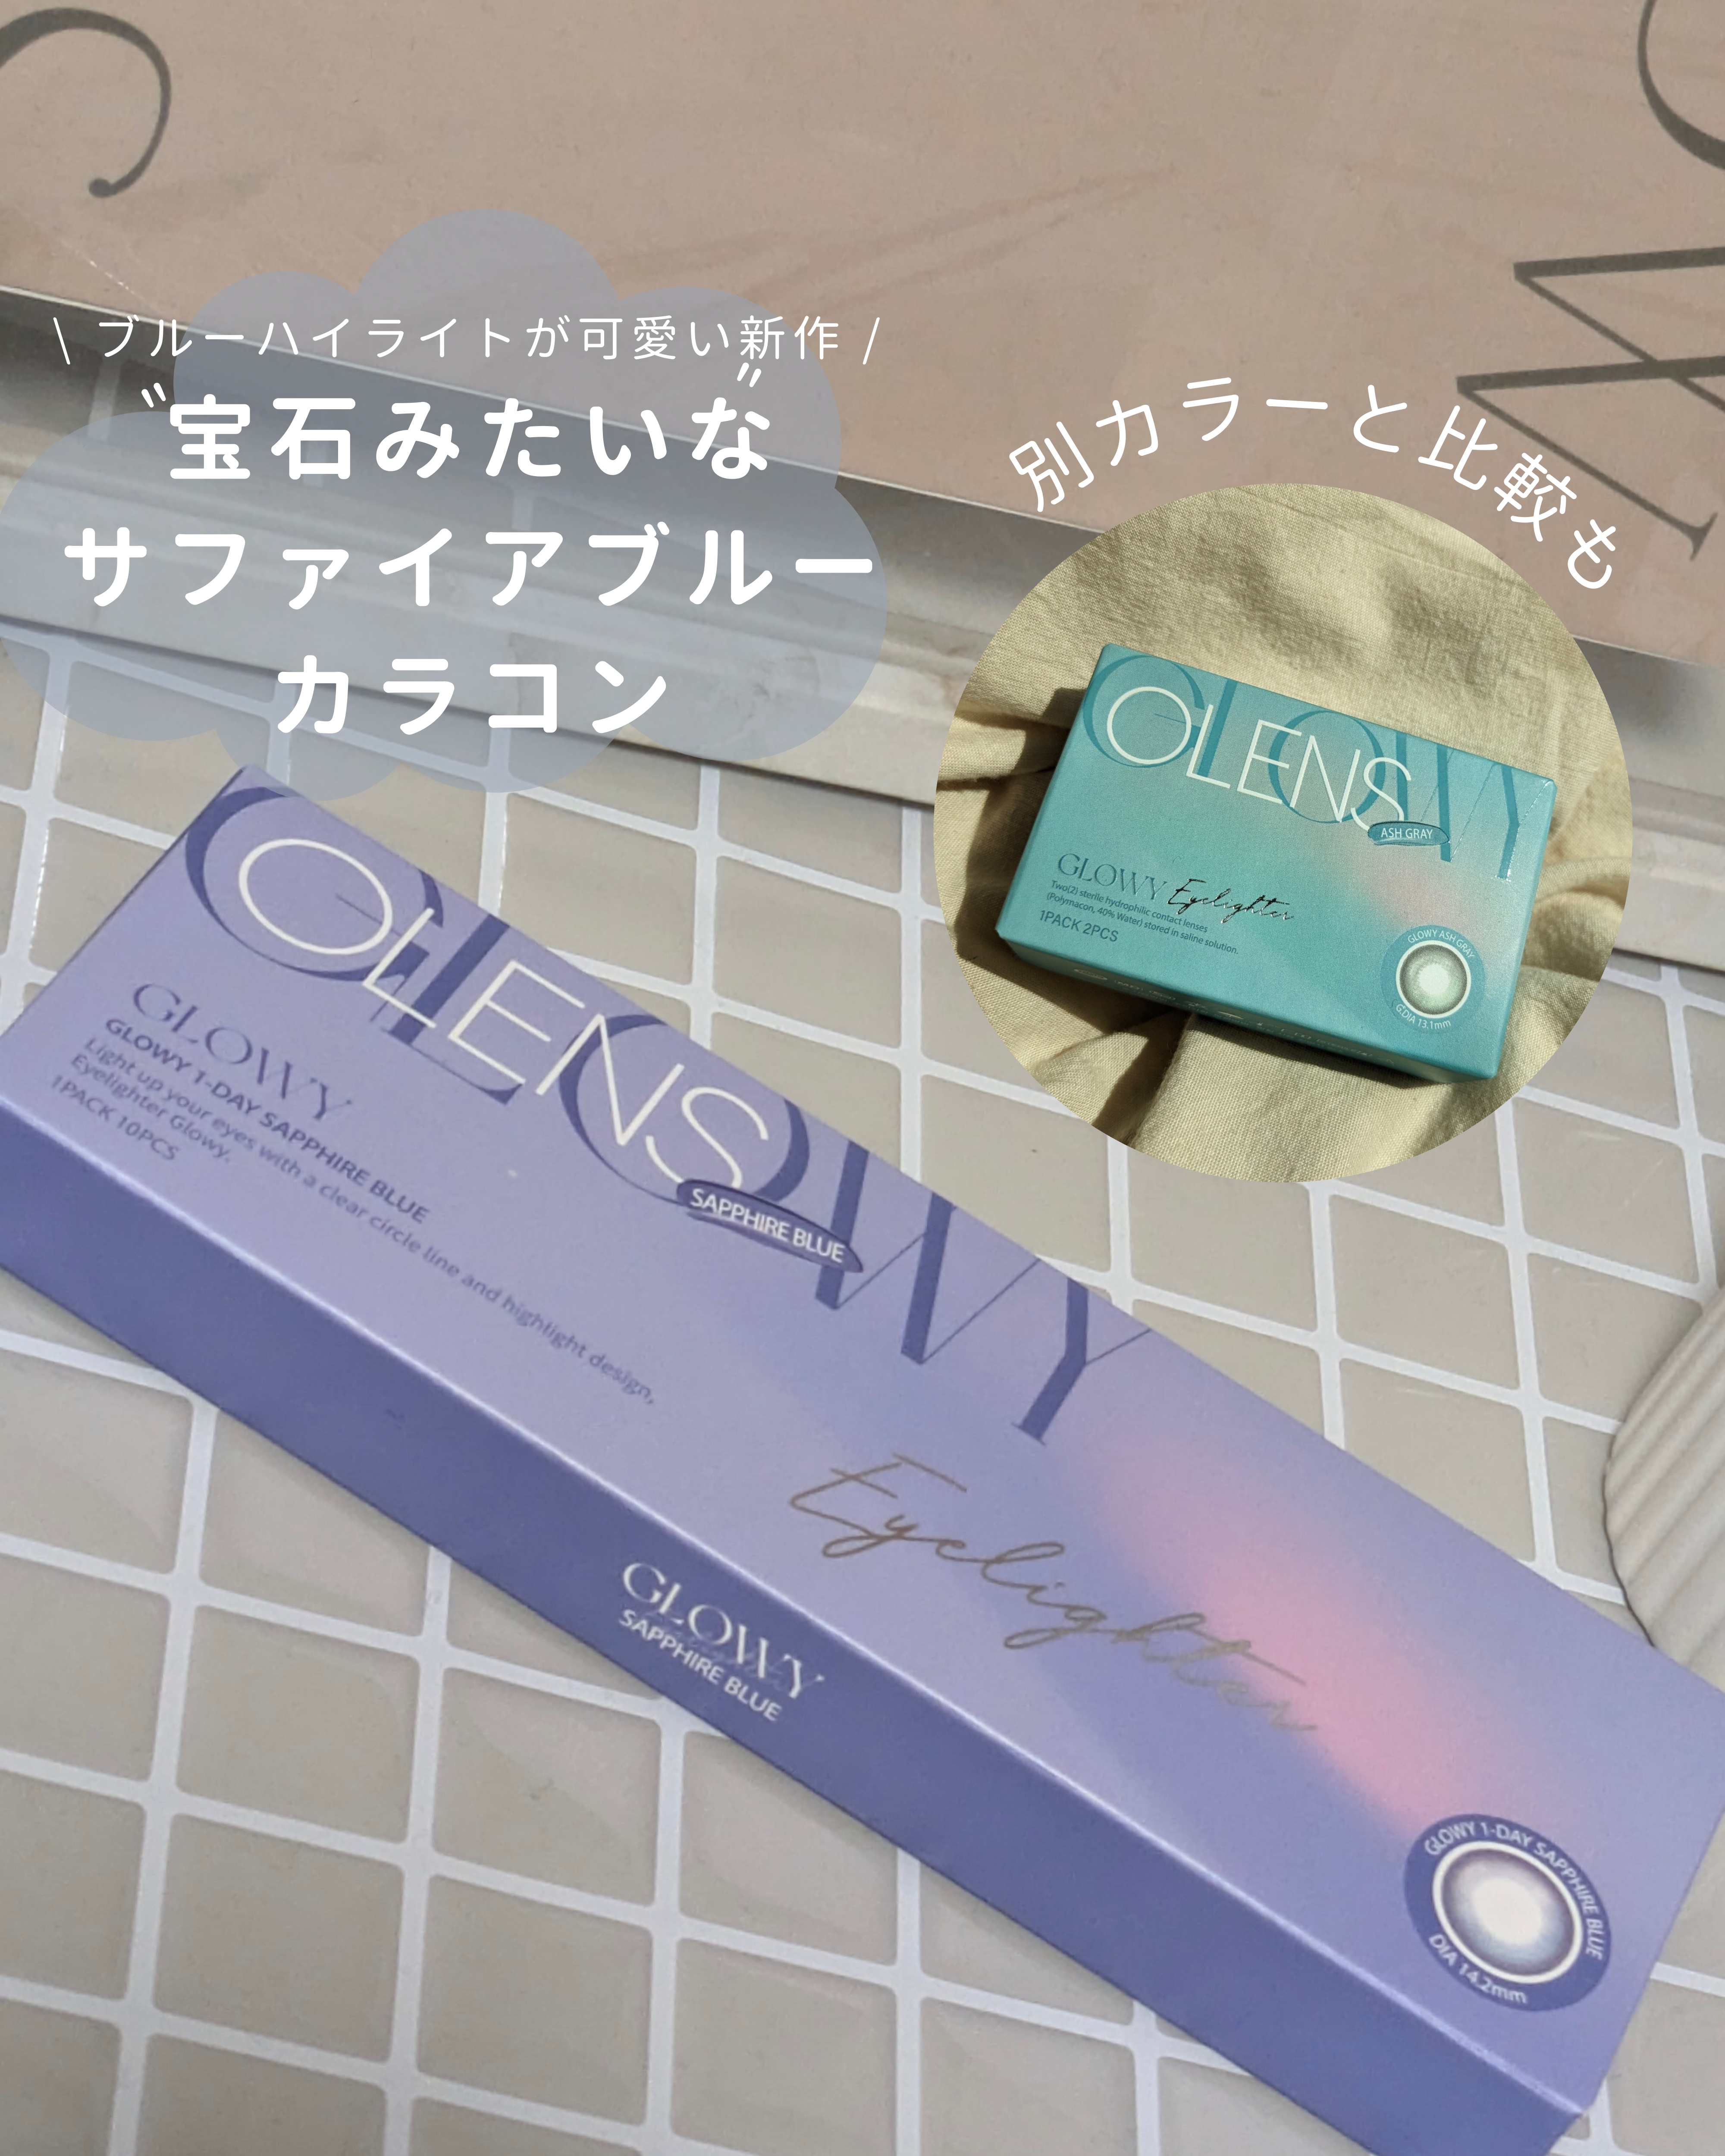 \ ブルーハイライトが可愛い新作 /
"宝石みたいな"
サファイアブルー
カラコン
別カラーと比較も
GLOWY
OLENS
ASH GRAY
GLOWY Eyelighter
Two(2) sterile hydrophilic contact lenses
(Polymacon, 40% Water) stored in saline solution.
1PACK 2PCS
GLOWY ASH GRAY
G.DIA 13.1mm
GLOWY
OLENS
SAPPHIRE BLUE
GLOWY
GLOWY 1-DAY SAPPHIRE BLUE
Light up your eyes with a clear circle line and highlight design,
Eyelighter Glowy.
1PACK 10PCS
Eyelighter
GLOWY
SAPPHIRE BLUE
GLOWY 1-DAY SAPPHIRE BLUE
DIA 14.2mm